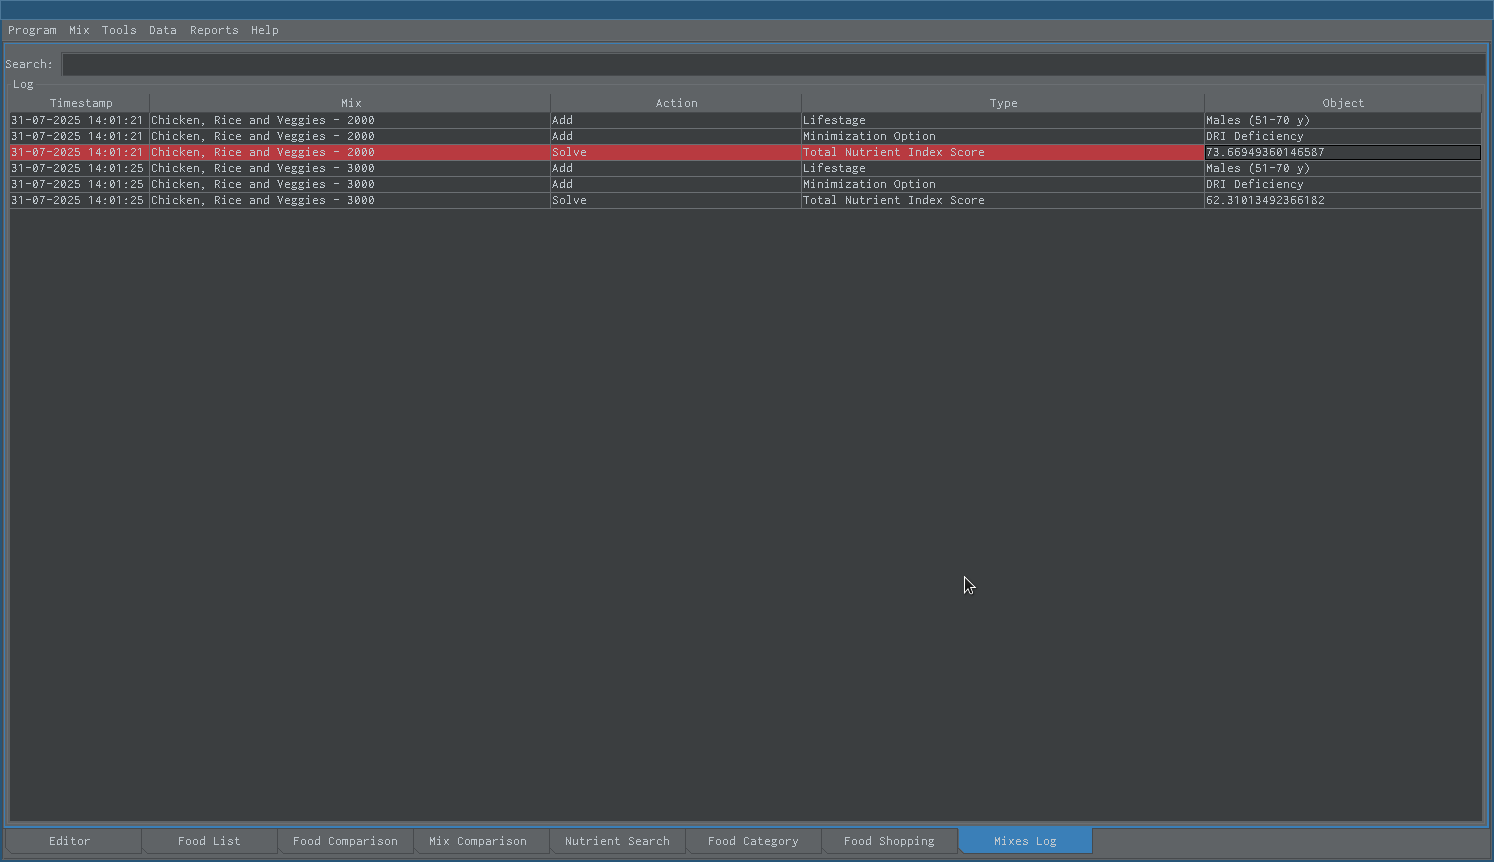 Program Mix Tools Data Reports Help
Search:
Log
Timestamp Mix Action Type Object
31-07-2025 14:01:21 Chicken, Rice and Veggies - 2000 Add Lifestage Males (51-70 y)
31-07-2025 14:01:21 Chicken, Rice and Veggies - 2000 Add Minimization Option DRI Deficiency
31-07-2025 14:01:21 Chicken, Rice and Veggies - 2000 Solve Total Nutrient Index Score 73.66949360146587
31-07-2025 14:01:25 Chicken, Rice and Veggies - 3000 Add Lifestage Males (51-70 y)
31-07-2025 14:01:25 Chicken, Rice and Veggies - 3000 Add Minimization Option DRI Deficiency
31-07-2025 14:01:25 Chicken, Rice and Veggies - 3000 Solve Total Nutrient Index Score 62.31013492366182
Editor Food List Food Comparison Mix Comparison Nutrient Search Food Category Food Shopping Mixes Log